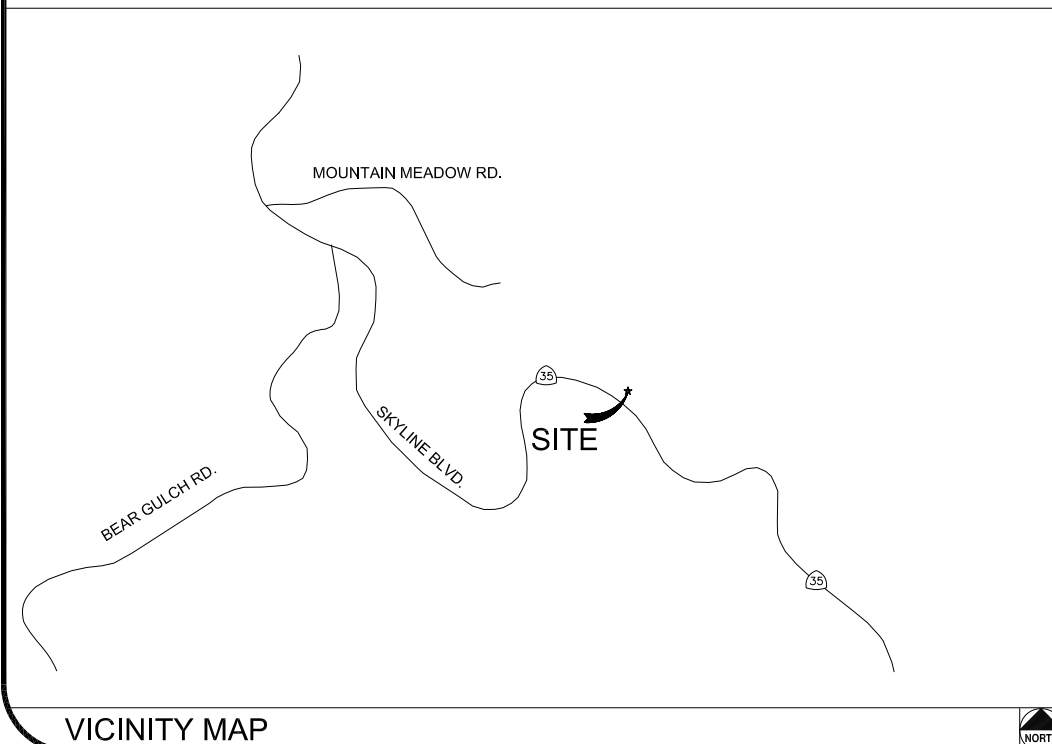 MOUNTAIN MEADOW RD.
35
SITE
SKYLINE BLVD.
BEAR GULCH RD.
35
VICINITY MAP
NORT